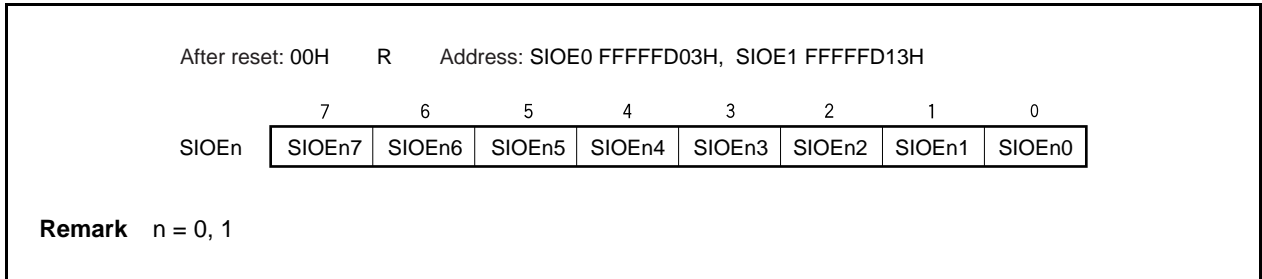 After reset: 00H R Address: SIOE0 FFFFFD03H, SIOE1 FFFFFD13H
7 6 5 4 3 2 1 0
SIOEn SIOEn7 SIOEn6 SIOEn5 SIOEn4 SIOEn3 SIOEn2 SIOEn1 SIOEn0
Remark n = 0, 1